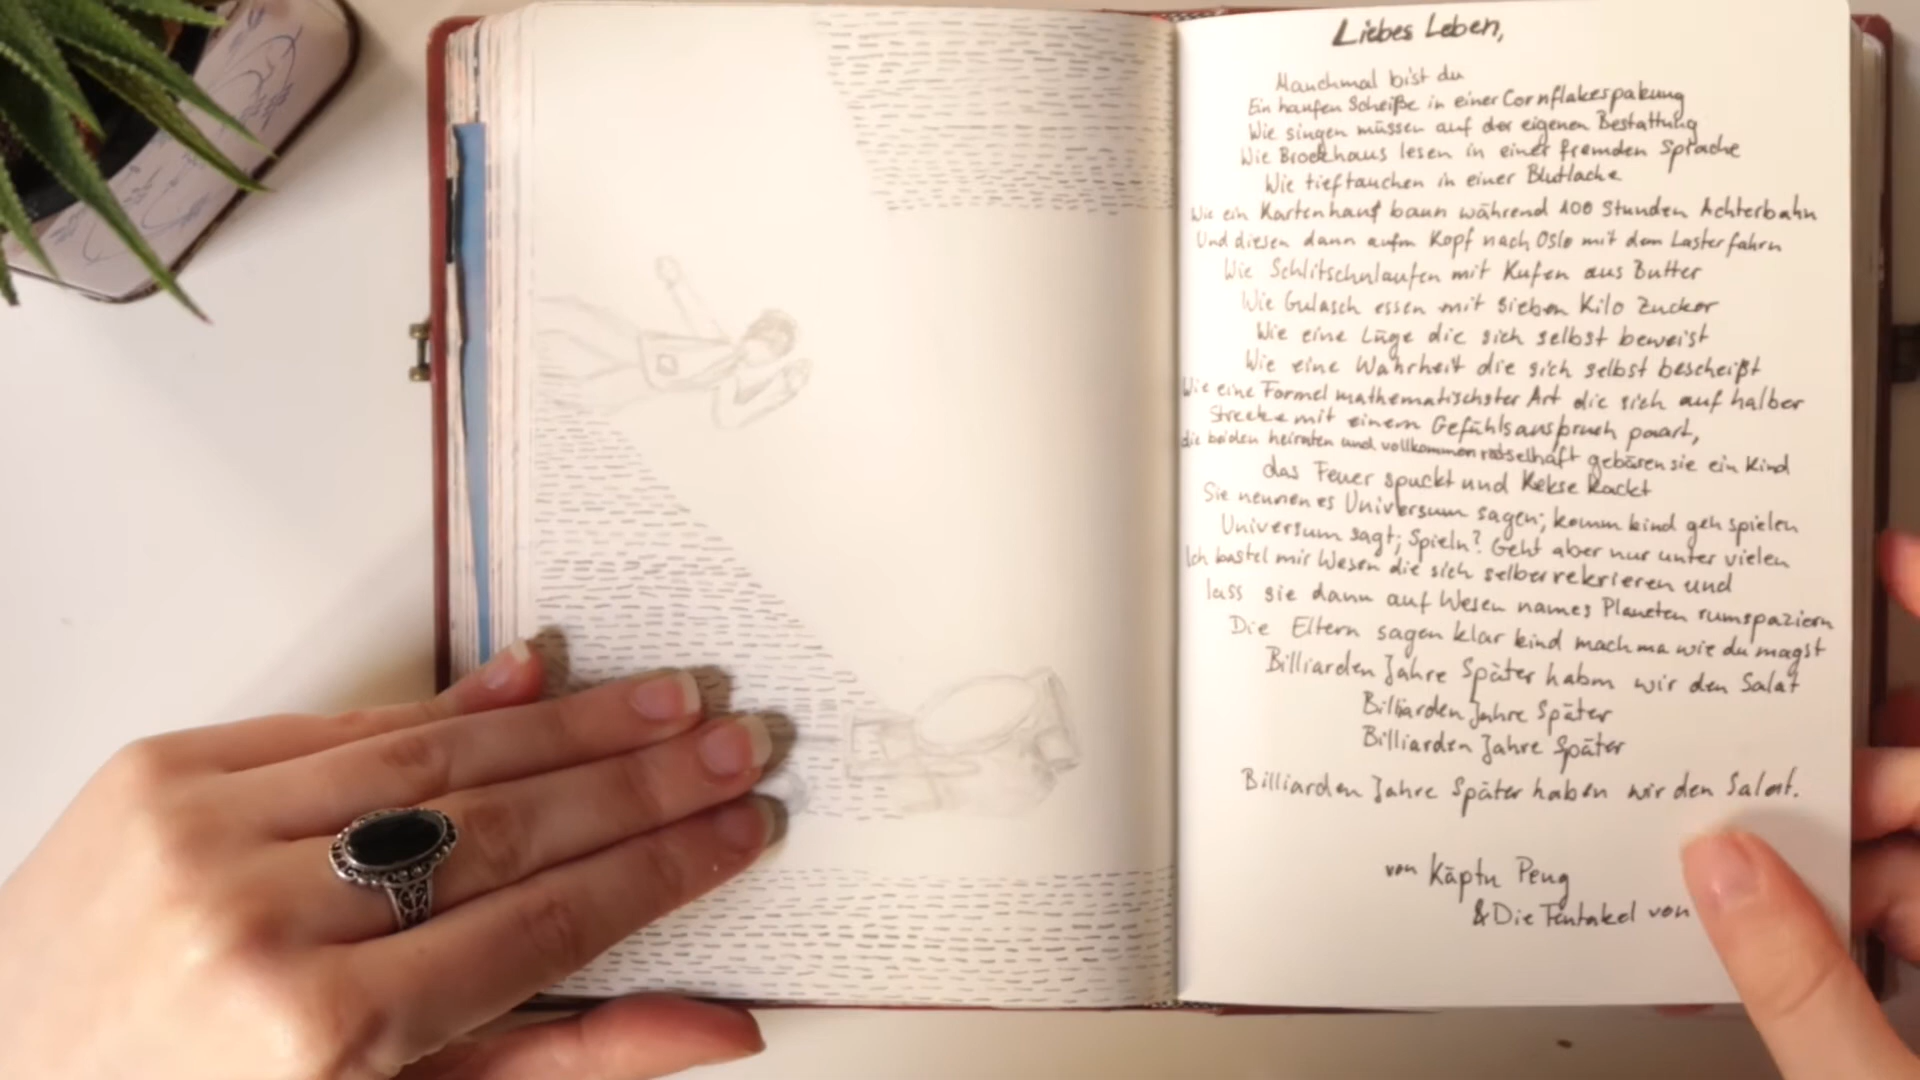 Liebes Leben,
Manchmal bist du
Ein haufen Scheiße in einer Cornflakespakung
Wie singen müssen auf der eigenen Bestattung
Wie Brockhaus lesen in einer fremden Sprache
Wie tieftauchen in einer Blutlache
Wie ein Kartenhaus baun während 100 Stunden Achterbahn
Und diesen dann aufm Kopf nach Oslo mit dem Laster fahrn
Wie Schlitschulaufen mit Kufen aus Butter
Wie Gulasch essen mit sieben Kilo Zucker
Wie eine Lüge die sich selbst beweist
Wie eine Wahrheit die sich selbst bescheißt
Wie eine Formel mathematischster Art die sich auf halber
Strecke mit einem Gefühlsanspruch paart,
die beiden heiraten und vollkommen rätselhaft gebären sie ein Kind
das Feuer spuckt und Kekse kackt
Sie nennen es Universum sagen; komm kind geh spielen
Universum sagt; Spieln? Geht aber nur unter vielen
Ich bastel mir Wesen die sich selber rekrieren und
lass sie dann auf Wesen names Planeten rumspaziern
Die Eltern sagen klar kind mach ma wie du magst
Billiarden Jahre Später habm wir den Salat
Billiarden Jahre Später
Billiarden Jahre Später
Billiarden Jahre Später haben wir den Salat.
von Käptn Peng
& Die Tentakel von